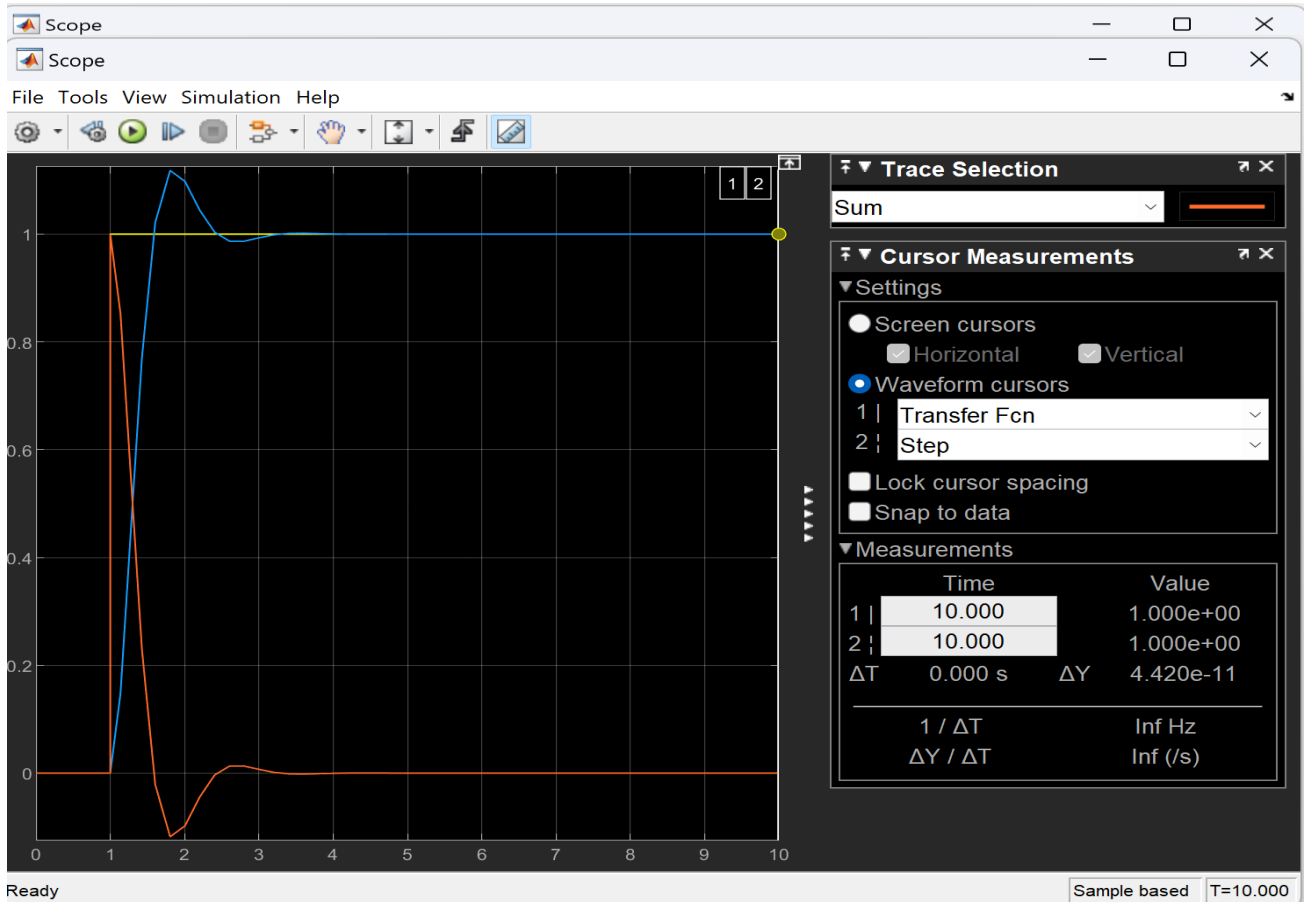 Scope
Scope
File Tools View Simulation Help
1 2
1
0.8
0.6
0.4
0.2
0
0 1 2 3 4 5 6 7 8 9 10
Trace Selection
Sum
Cursor Measurements
Settings
Screen cursors
Horizontal Vertical
Waveform cursors
1 | Transfer Fcn
2 ¦ Step
Lock cursor spacing
Snap to data
Measurements
Time Value
1 | 10.000 1.000e+00
2 ¦ 10.000 1.000e+00
ΔT 0.000 s ΔY 4.420e-11
1 / ΔT Inf Hz
ΔY / ΔT Inf (/s)
Ready Sample based T=10.000